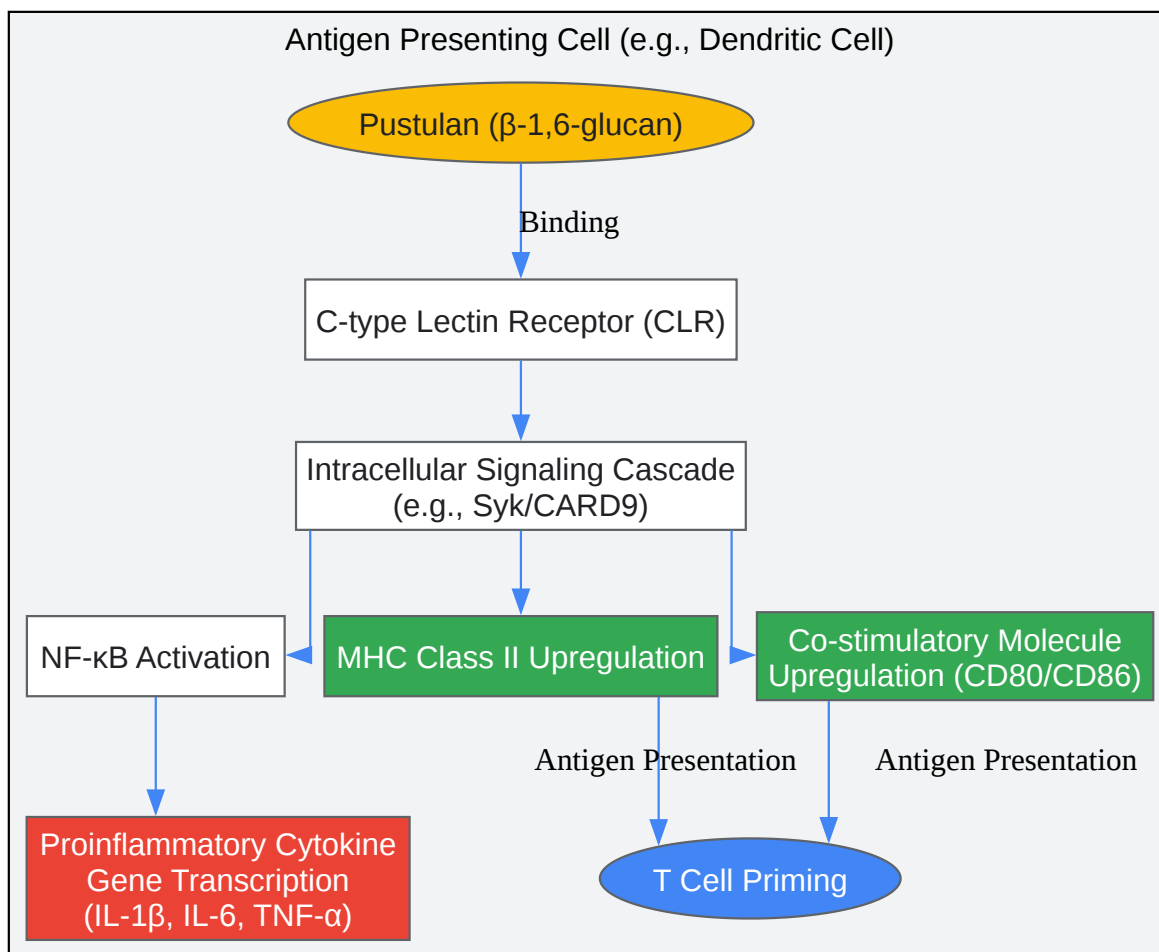 Antigen Presenting Cell (e.g., Dendritic Cell)
Pustulan (β-1,6-glucan)
Binding
C-type Lectin Receptor (CLR)
Intracellular Signaling Cascade
(e.g., Syk/CARD9)
NF-κB Activation
MHC Class II Upregulation
Co-stimulatory Molecule
Upregulation (CD80/CD86)
Antigen Presentation
Antigen Presentation
Proinflammatory Cytokine
Gene Transcription
(IL-1β, IL-6, TNF-α)
T Cell Priming